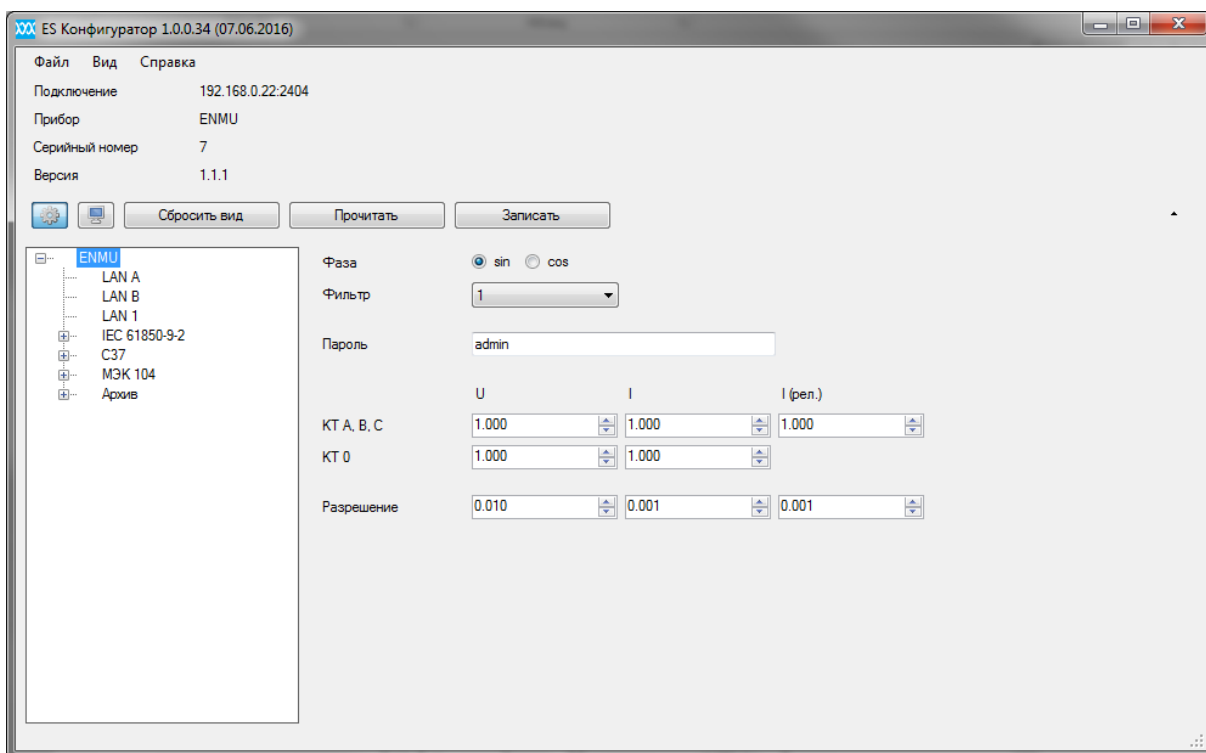 ES Конфигуратор 1.0.0.34 (07.06.2016)
Файл Вид Справка
Подключение 192.168.0.22:2404
Прибор ENMU
Серийный номер 7
Версия 1.1.1
Сбросить вид Прочитать Записать
ENMU
LAN A
LAN B
LAN 1
IEC 61850-9-2
C37
МЭК 104
Архив
Фаза sin cos
Фильтр 1
Пароль admin
U I I (рел.)
КТ A, B, C 1.000 1.000 1.000
КТ 0 1.000 1.000
Разрешение 0.010 0.001 0.001